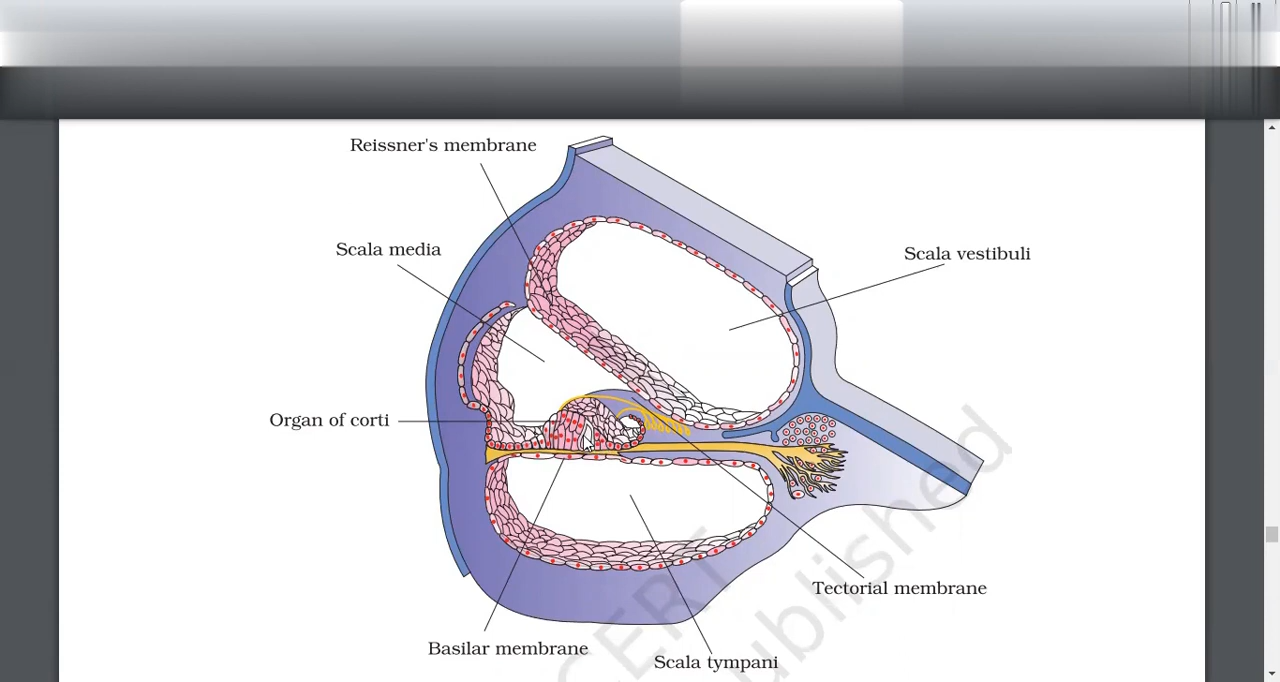 Reissner's membrane
Scala media
Scala vestibuli
Organ of corti
Tectorial membrane
Basilar membrane
Scala tympani